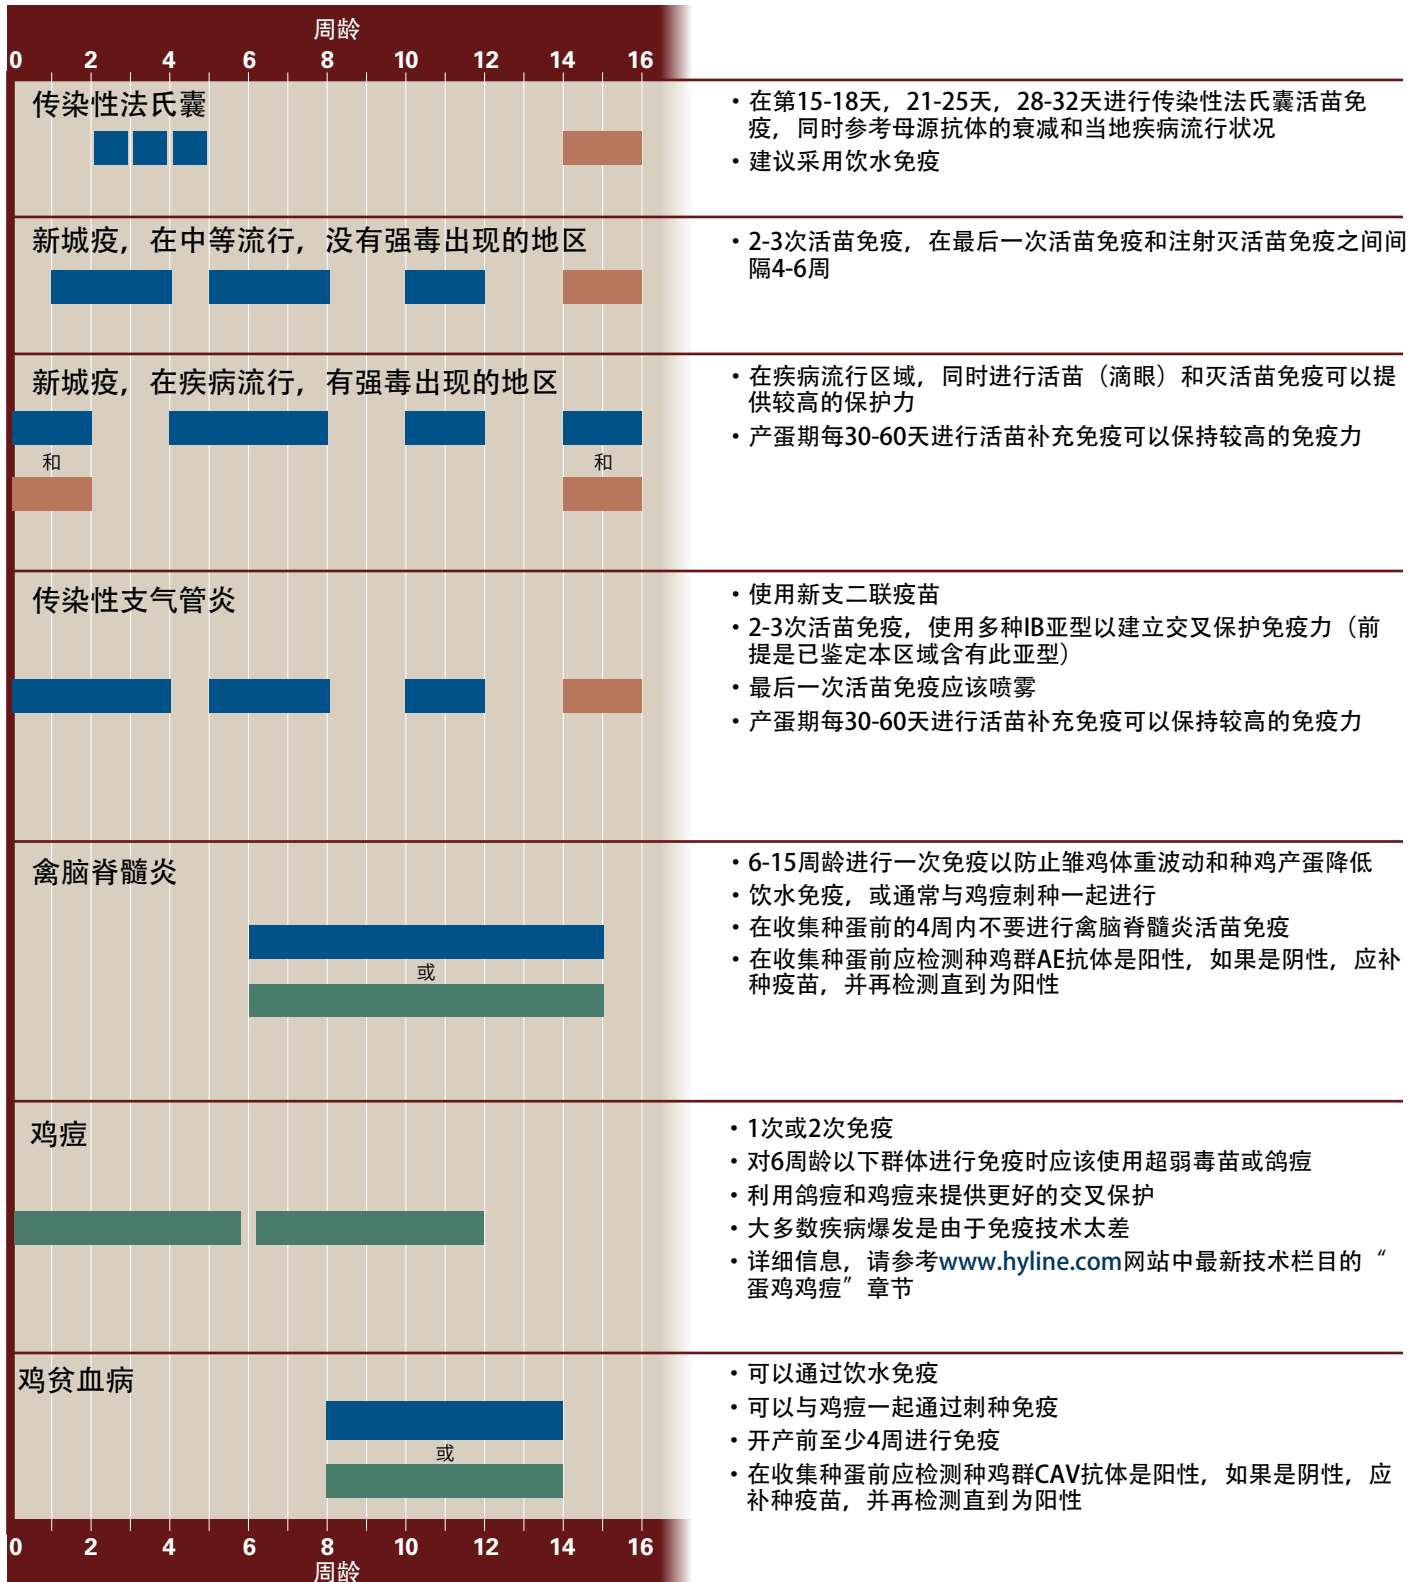 周龄
0 2 4 6 8 10 12 14 16
传染性法氏囊
• 在第15-18天，21-25天，28-32天进行传染性法氏囊活苗免
疫，同时参考母源抗体的衰减和当地疾病流行状况
• 建议采用饮水免疫
新城疫，在中等流行，没有强毒出现的地区
• 2-3次活苗免疫，在最后一次活苗免疫和注射灭活苗免疫之间间
隔4-6周
新城疫，在疾病流行，有强毒出现的地区
和 和
• 在疾病流行区域，同时进行活苗（滴眼）和灭活苗免疫可以提
供较高的保护力
• 产蛋期每30-60天进行活苗补充免疫可以保持较高的免疫力
传染性支气管炎
• 使用新支二联疫苗
• 2-3次活苗免疫，使用多种IB亚型以建立交叉保护免疫力（前
提是已鉴定本区域含有此亚型）
• 最后一次活苗免疫应该喷雾
• 产蛋期每30-60天进行活苗补充免疫可以保持较高的免疫力
禽脑脊髓炎
或
• 6-15周龄进行一次免疫以防止雏鸡体重波动和种鸡产蛋降低
• 饮水免疫，或通常与鸡痘刺种一起进行
• 在收集种蛋前的4周内不要进行禽脑脊髓炎活苗免疫
• 在收集种蛋前应检测种鸡群AE抗体是阳性，如果是阴性，应补
种疫苗，并再检测直到为阳性
鸡痘
• 1次或2次免疫
• 对6周龄以下群体进行免疫时应该使用超弱毒苗或鸽痘
• 利用鸽痘和鸡痘来提供更好的交叉保护
• 大多数疾病爆发是由于免疫技术太差
• 详细信息，请参考www.hyline.com网站中最新技术栏目的“
蛋鸡鸡痘”章节
鸡贫血病
或
• 可以通过饮水免疫
• 可以与鸡痘一起通过刺种免疫
• 开产前至少4周进行免疫
• 在收集种蛋前应检测种鸡群CAV抗体是阳性，如果是阴性，应
补种疫苗，并再检测直到为阳性
0 2 4 6 8 10 12 14 16
周龄